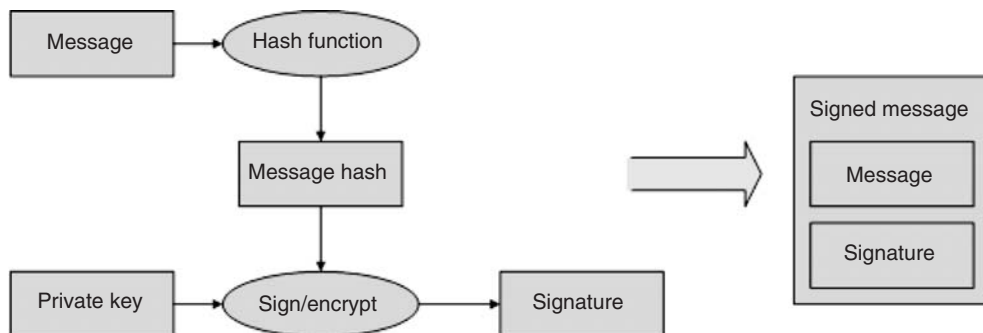 Message
Hash function
Message hash
Private key
Sign/encrypt
Signature
Signed message
Message
Signature